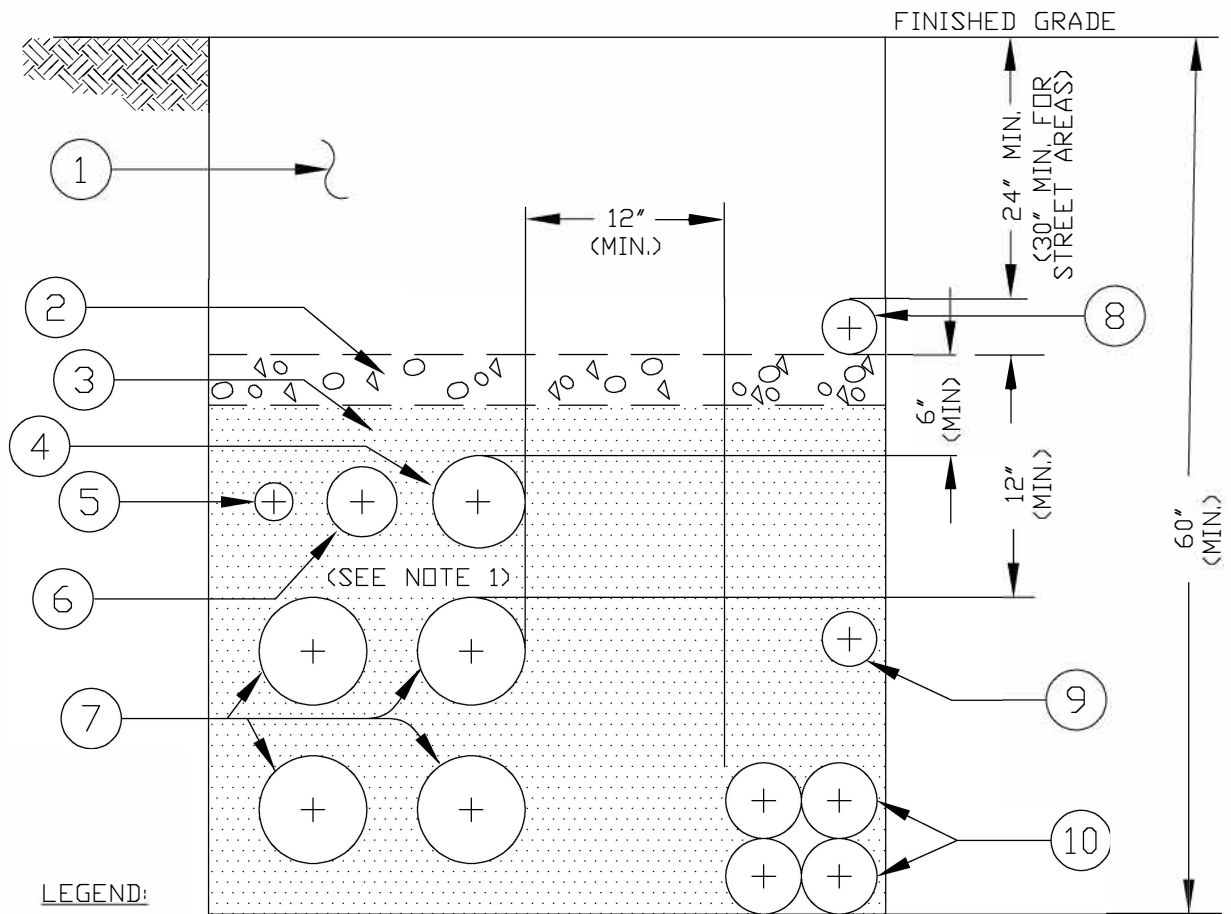 FINISHED GRADE
24" MIN.
(30" MIN. FOR
STREET AREAS)
1
12"
(MIN.)
2
8
3
6"
(MIN)
4
12"
(MIN.)
5
60"
(MIN.)
(SEE NOTE 1)
6
7
9
10
LEGEND: